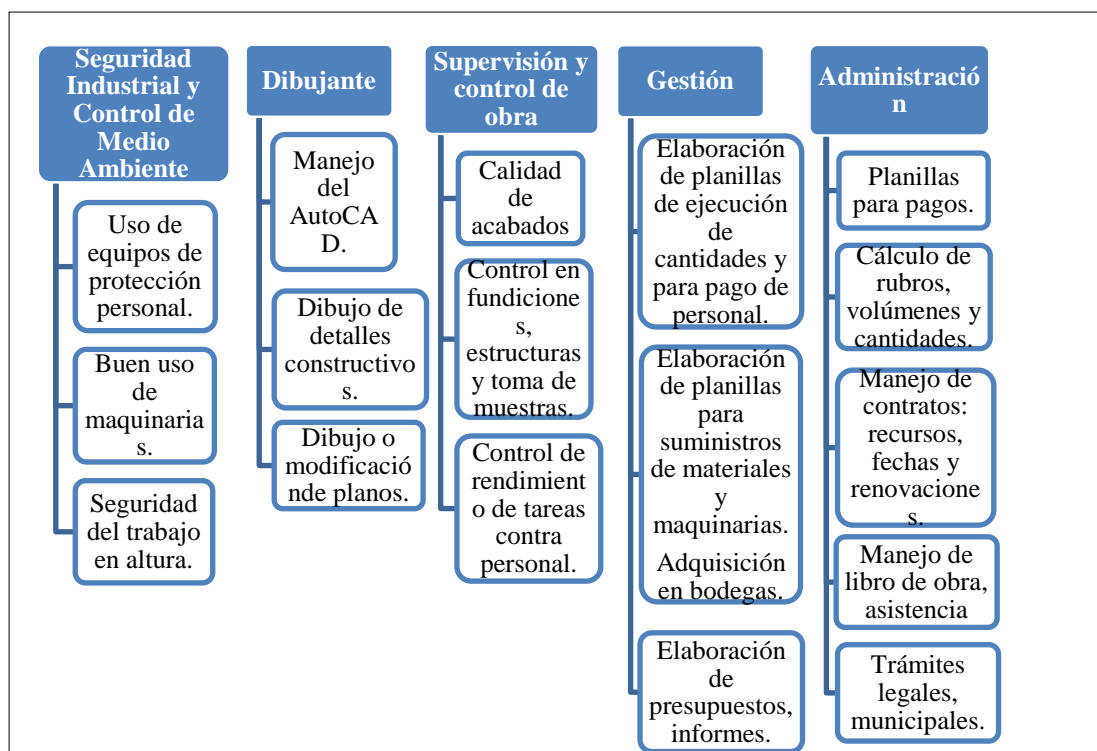 Seguridad
Industrial y
Control de
Medio
Ambiente
Uso de
equipos de
protección
personal.
Buen uso
de
maquinaria
s.
Seguridad
del trabajo
en altura.
Dibujante
Manejo
del
AutoCA
D.
Dibujo de
detalles
constructivo
s.
Dibujo o
modificació
nde planos.
Supervisión y
control de
obra
Calidad
de
acabados
Control en
fundicione
s,
estructuras
y toma de
muestras.
Control de
rendimient
o de tareas
contra
personal.
Gestión
Elaboración
de planillas
de ejecución
de
cantidades y
para pago de
personal.
Elaboración
de planillas
para
suministros
de materiales
y
maquinarias.
Adquisición
en bodegas.
Elaboración
de
presupuestos,
informes.
Administració
n
Planillas
para pagos.
Cálculo de
rubros,
volúmenes y
cantidades.
Manejo de
contratos:
recursos,
fechas y
renovacione
s.
Manejo de
libro de obra,
asistencia
Trámites
legales,
municipales.